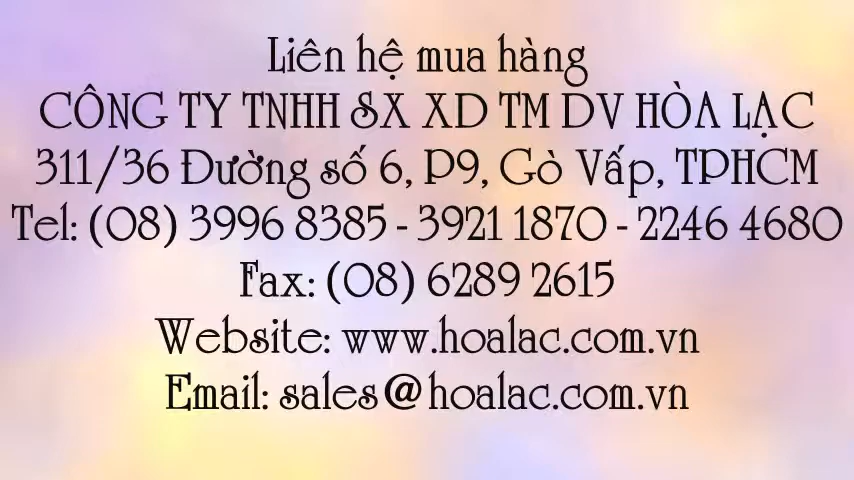 Liên hệ mua hàng
CÔNG TY TNHH SX XD TM DV HÒA LẠC
311/36 Đường số 6, P9, Gò Vấp, TPHCM
Tel: (08) 3996 8385 - 3921 1870 - 2246 4680
Fax: (08) 6289 2615
Website: www.hoalac.com.vn
Email: sales@hoalac.com.vn